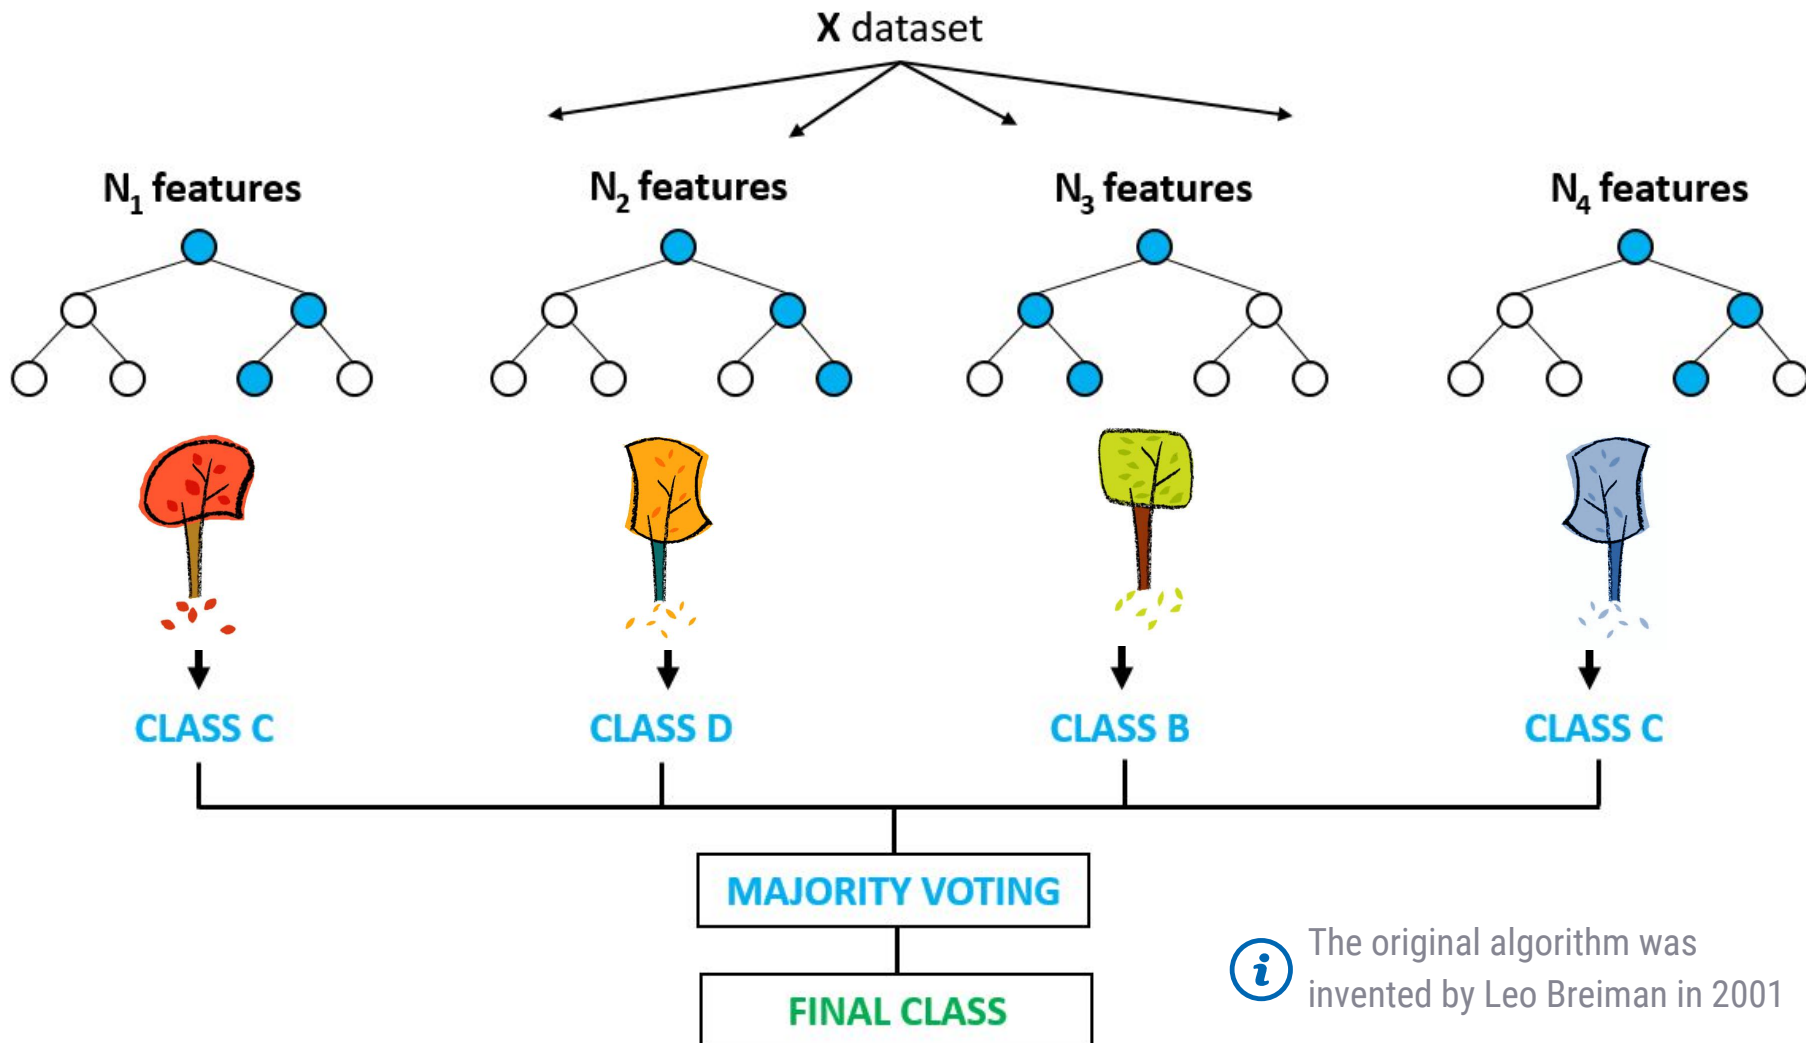 X dataset
N₁ features
N₂ features
N₃ features
N₄ features
CLASS C
CLASS D
CLASS B
CLASS C
MAJORITY VOTING
FINAL CLASS
i
The original algorithm was
invented by Leo Breiman in 2001